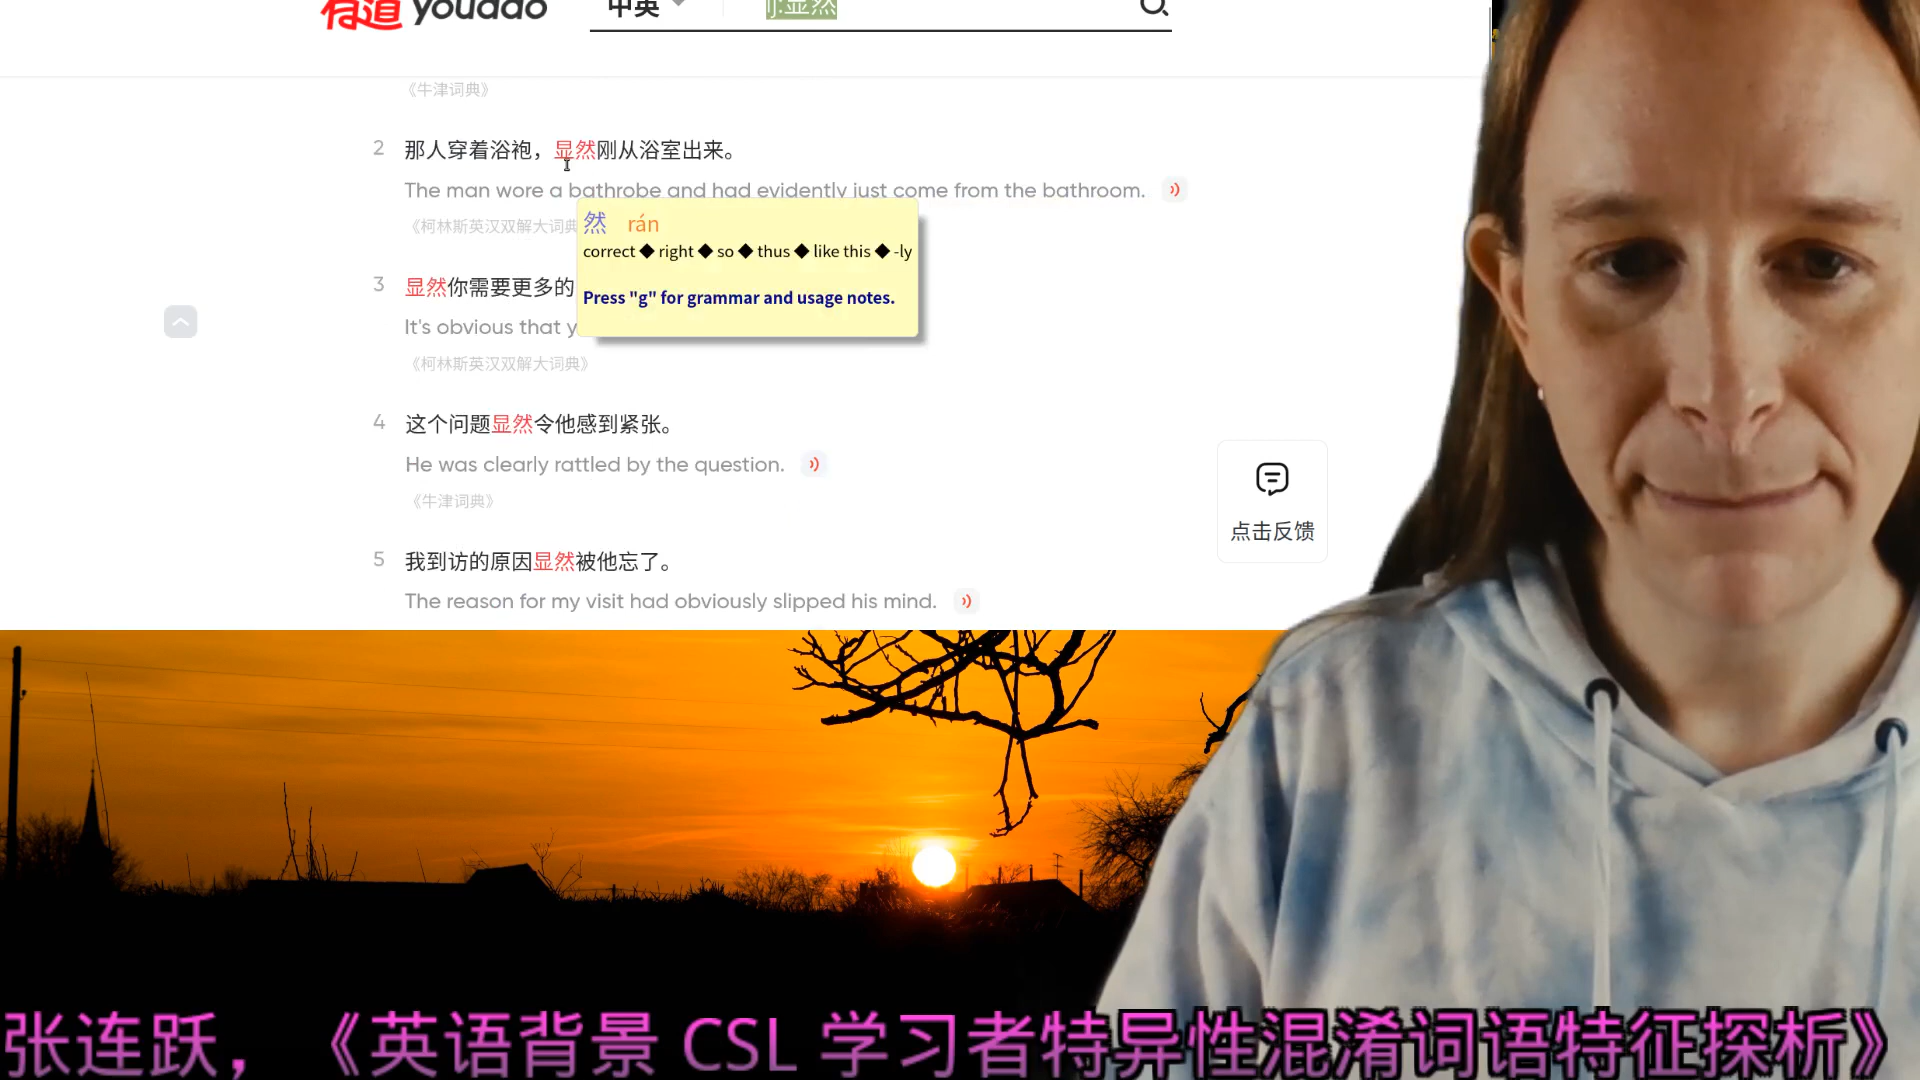 有道 youdao 中英 lj:显然
《牛津词典》
2 那人穿着浴袍，显然刚从浴室出来。
The man wore a bathrobe and had evidently just come from the bathroom.
《柯林斯英汉双解大词典
然 rán
correct ◆ right ◆ so ◆ thus ◆ like this ◆ -ly
Press "g" for grammar and usage notes.
3 显然你需要更多的
It's obvious that y
《柯林斯英汉双解大词典》
4 这个问题显然令他感到紧张。
He was clearly rattled by the question.
《牛津词典》
点击反馈
5 我到访的原因显然被他忘了。
The reason for my visit had obviously slipped his mind.
张连跃，《英语背景 CSL 学习者特异性混淆词语特征探析》